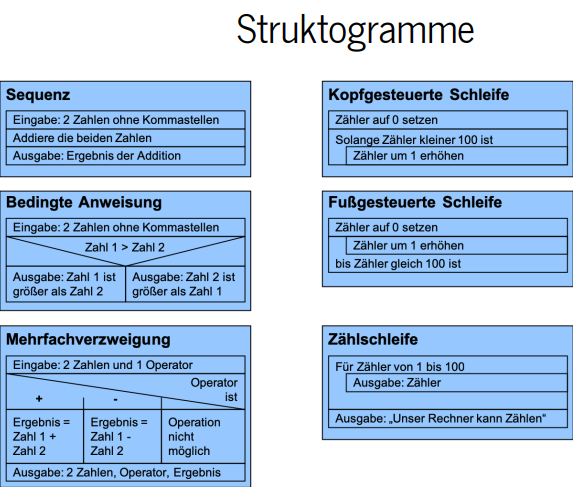 Struktogramme
Sequenz
Eingabe: 2 Zahlen ohne Kommastellen
Addiere die beiden Zahlen
Ausgabe: Ergebnis der Addition
Bedingte Anweisung
Eingabe: 2 Zahlen ohne Kommastellen
Zahl 1 > Zahl 2
Ausgabe: Zahl 1 ist
größer als Zahl 2
Ausgabe: Zahl 2 ist
größer als Zahl 1
Mehrfachverzweigung
Eingabe: 2 Zahlen und 1 Operator
Operator
ist
+
-
Ergebnis =
Zahl 1 +
Zahl 2
Ergebnis =
Zahl 1 -
Zahl 2
Operation
nicht
möglich
Ausgabe: 2 Zahlen, Operator, Ergebnis
Kopfgesteuerte Schleife
Zähler auf 0 setzen
Solange Zähler kleiner 100 ist
Zähler um 1 erhöhen
Fußgesteuerte Schleife
Zähler auf 0 setzen
Zähler um 1 erhöhen
bis Zähler gleich 100 ist
Zählschleife
Für Zähler von 1 bis 100
Ausgabe: Zähler
Ausgabe: „Unser Rechner kann Zählen“